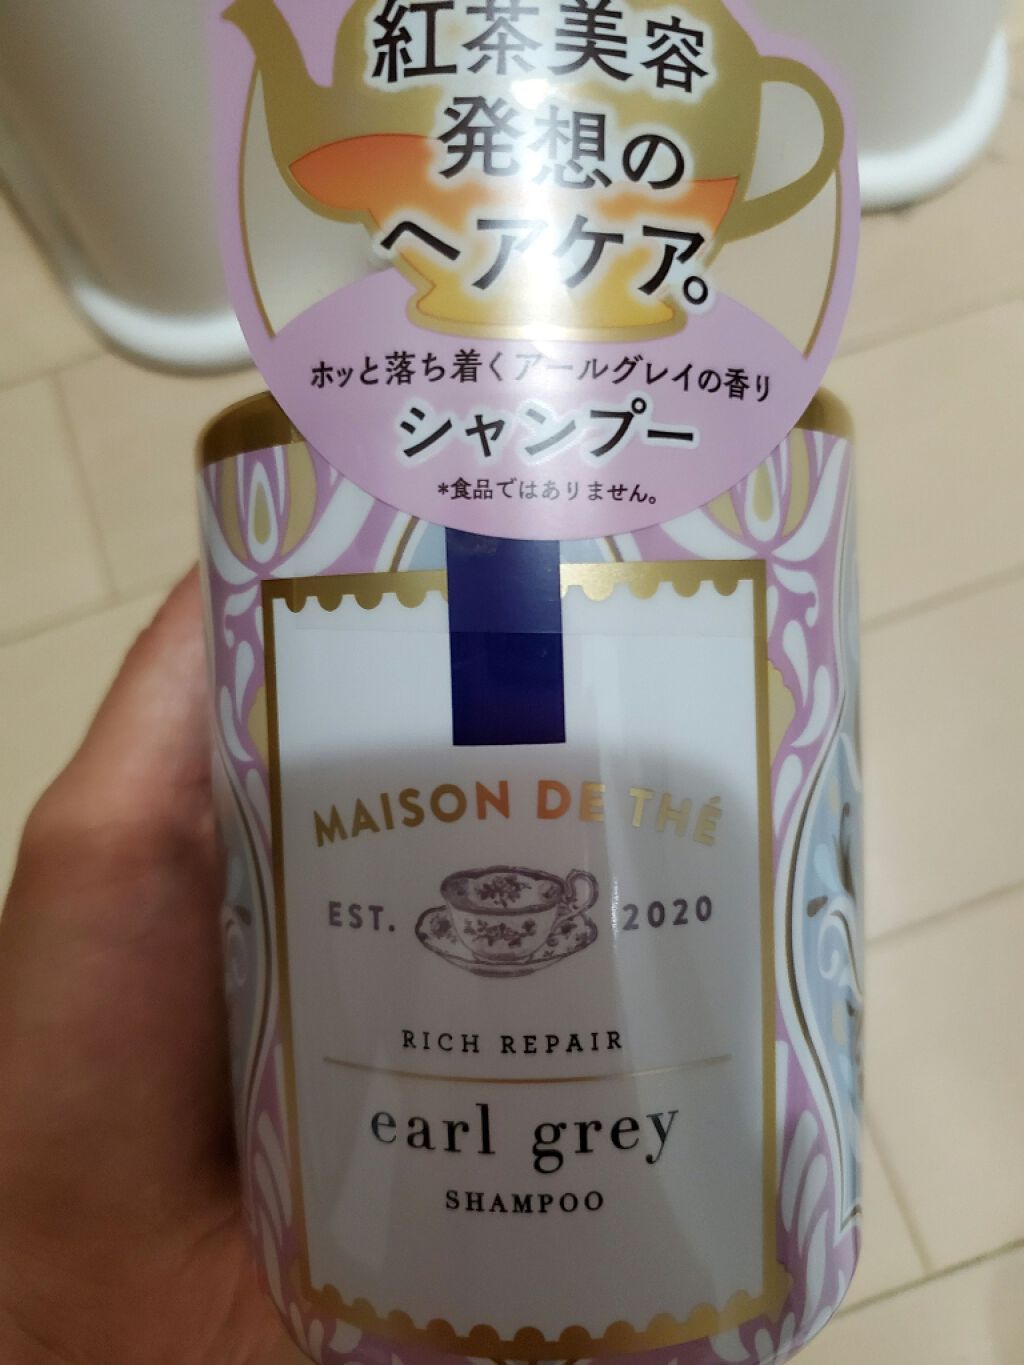 紅茶美容
発想の
ヘアケア。
ホッと落ち着くアールグレイの香り
シャンプー
*食品ではありません。
MAISON DE THÉ
EST. 2020
RICH REPAIR
earl grey
SHAMPOO